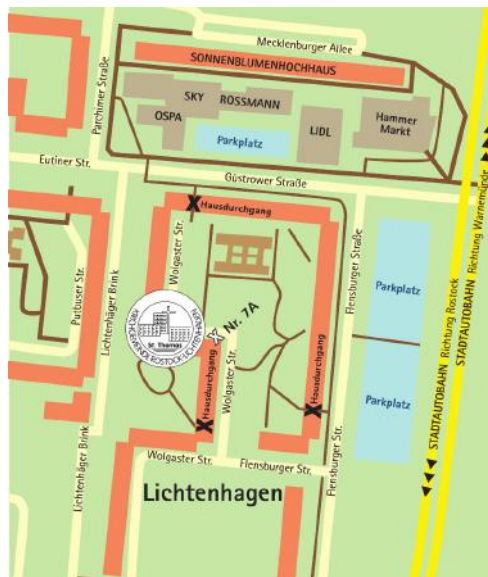 Mecklenburger Allee
SONNENBLUMENHOCHHAUS
Parchimer Straße
SKY
ROSSMANN
OSPA
Parkplatz
LIDL
Hammer
Markt
Eutiner Str.
Güstrower Straße
Hausdurchgang
Wolgaster Str.
Flensburger Straße
Putbuser Str.
Lichtenhäger Brink
St. Thomas
Nr. 7A
Hausdurchgang
Wolgaster Str.
Hausdurchgang
Parkplatz
Parkplatz
STADTAUTOBAHN Richtung Rostock
STADTAUTOBAHN Richtung Warnemünde
Lichtenhäger Brink
Wolgaster Str.
Flensburger Str.
Flensburger Str.
Lichtenhagen